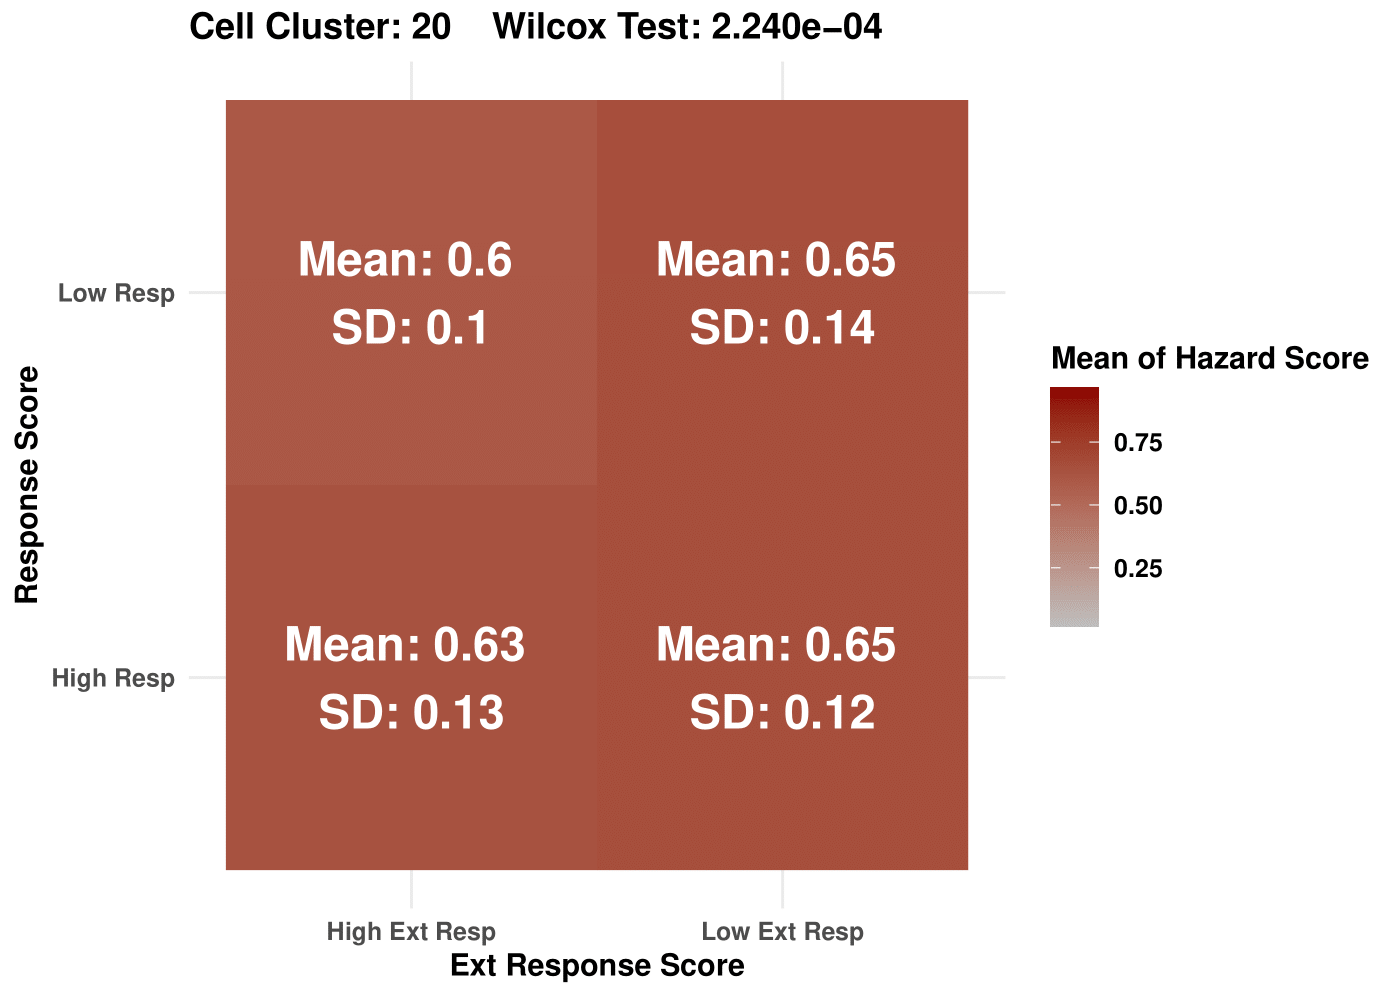 Cell Cluster: 20    Wilcox Test: 2.240e−04
Mean: 0.6
SD: 0.1
Mean: 0.65
SD: 0.14
Mean: 0.63
SD: 0.13
Mean: 0.65
SD: 0.12
Low Resp
High Resp
Response Score
High Ext Resp
Low Ext Resp
Ext Response Score
Mean of Hazard Score
0.75
0.50
0.25